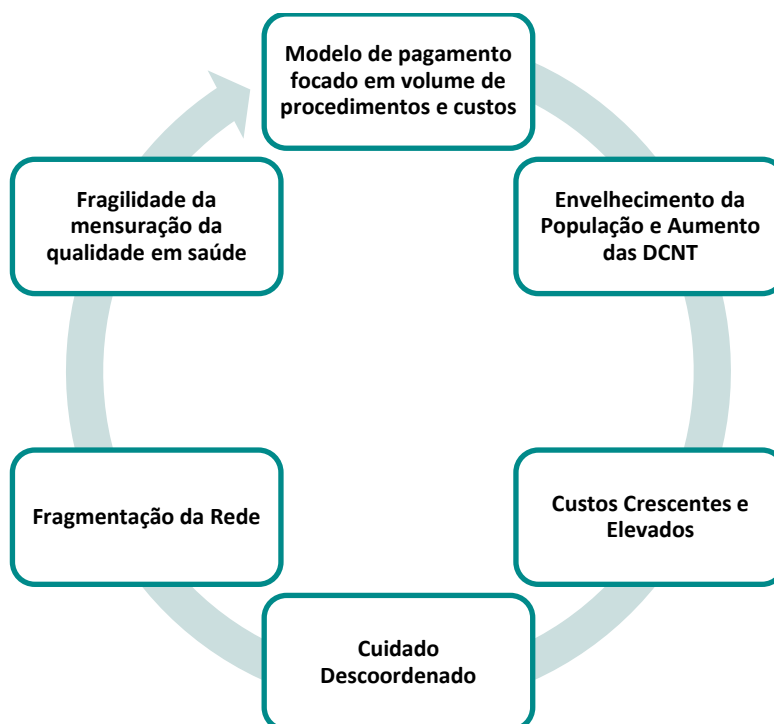 Modelo de pagamento
focado em volume de
procedimentos e custos
Envelhecimento da
População e Aumento
das DCNT
Custos Crescentes e
Elevados
Cuidado
Descoordenado
Fragmentação da Rede
Fragilidade da
mensuração da
qualidade em saúde